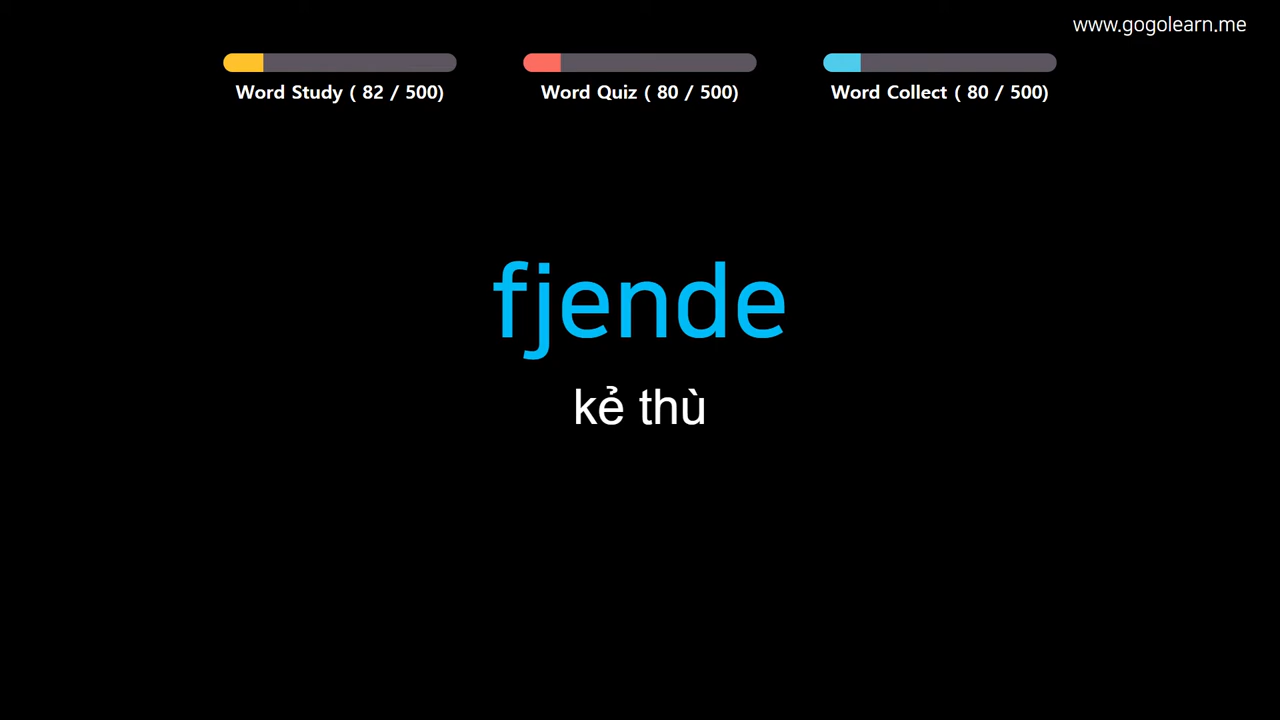 www.gogolearn.me
Word Study ( 82 / 500)
Word Quiz ( 80 / 500)
Word Collect ( 80 / 500)
fjende
kẻ thù